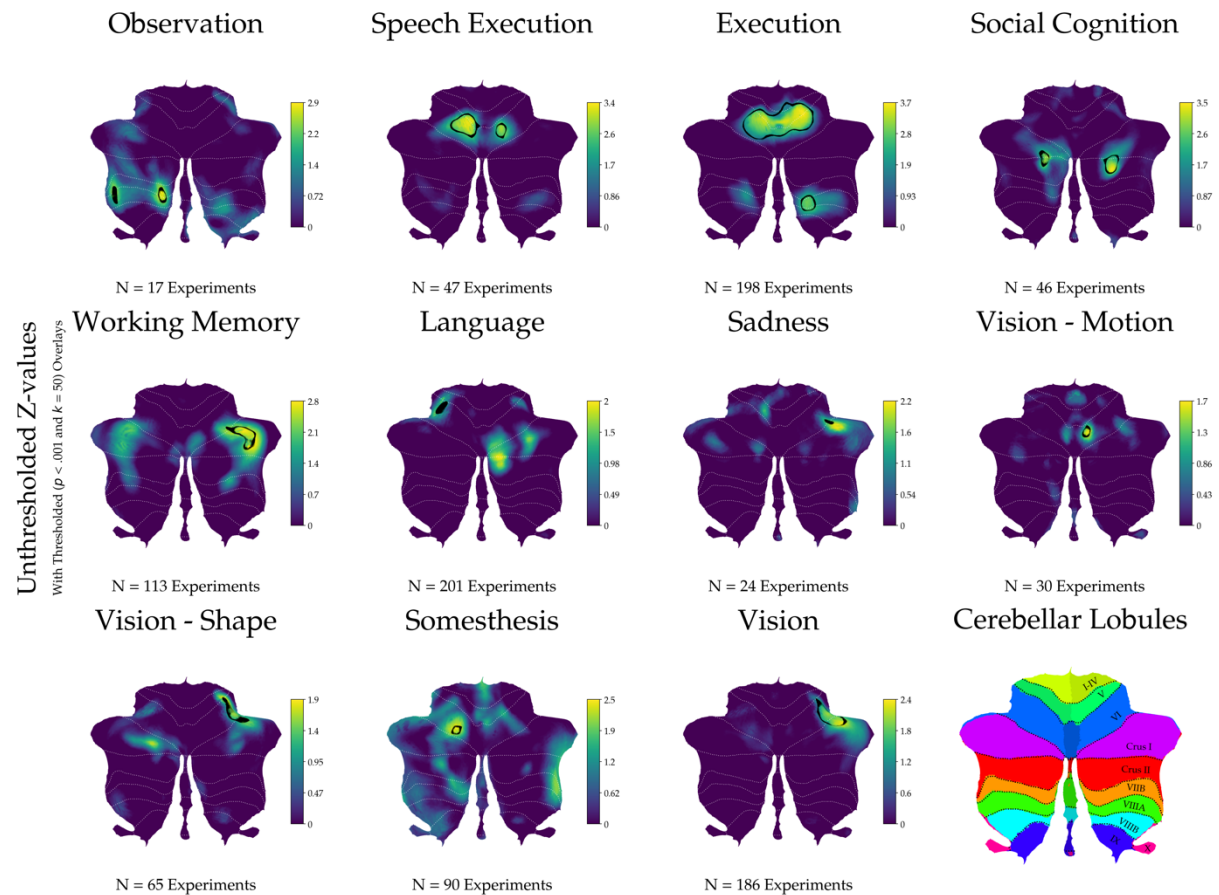 Observation
Speech Execution
Execution
Social Cognition
2.9
2.2
1.4
0.72
0
3.4
2.6
1.7
0.86
0
3.7
2.8
1.9
0.93
0
3.5
2.6
1.7
0.86
0
N = 17 Experiments
N = 47 Experiments
N = 198 Experiments
N = 46 Experiments
Unthresholded Z-values
With Thresholded (p < .001 and k = 50) Overlays
Working Memory
Language
Sadness
Vision - Motion
2.8
2.1
1.4
0.7
0
2
1.5
0.98
0.49
0
2.2
1.6
1.1
0.54
0
1.7
1.3
0.86
0.43
0
N = 113 Experiments
N = 201 Experiments
N = 24 Experiments
N = 30 Experiments
Vision - Shape
Somesthesis
Vision
Cerebellar Lobules
1.9
1.4
0.95
0.47
0
2.5
1.9
1.2
0.62
0
2.4
1.8
1.2
0.6
0
I-IV
V
VI
Crus I
Crus II
VIIB
VIIIA
VIIIB
IX
X
N = 65 Experiments
N = 90 Experiments
N = 186 Experiments